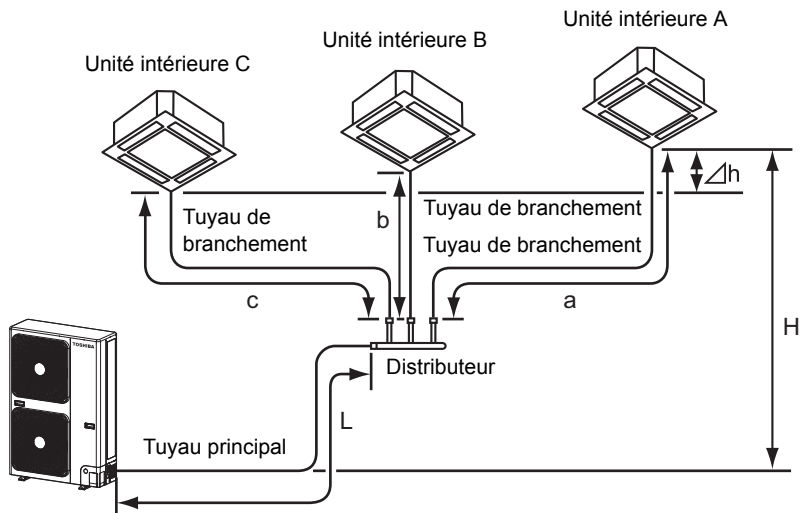 Unité intérieure A
Unité intérieure B
Unité intérieure C
Δh
Tuyau de branchement
b
Tuyau de
branchement
Tuyau de branchement
c
a
H
TOSHIBA
Distributeur
L
Tuyau principal